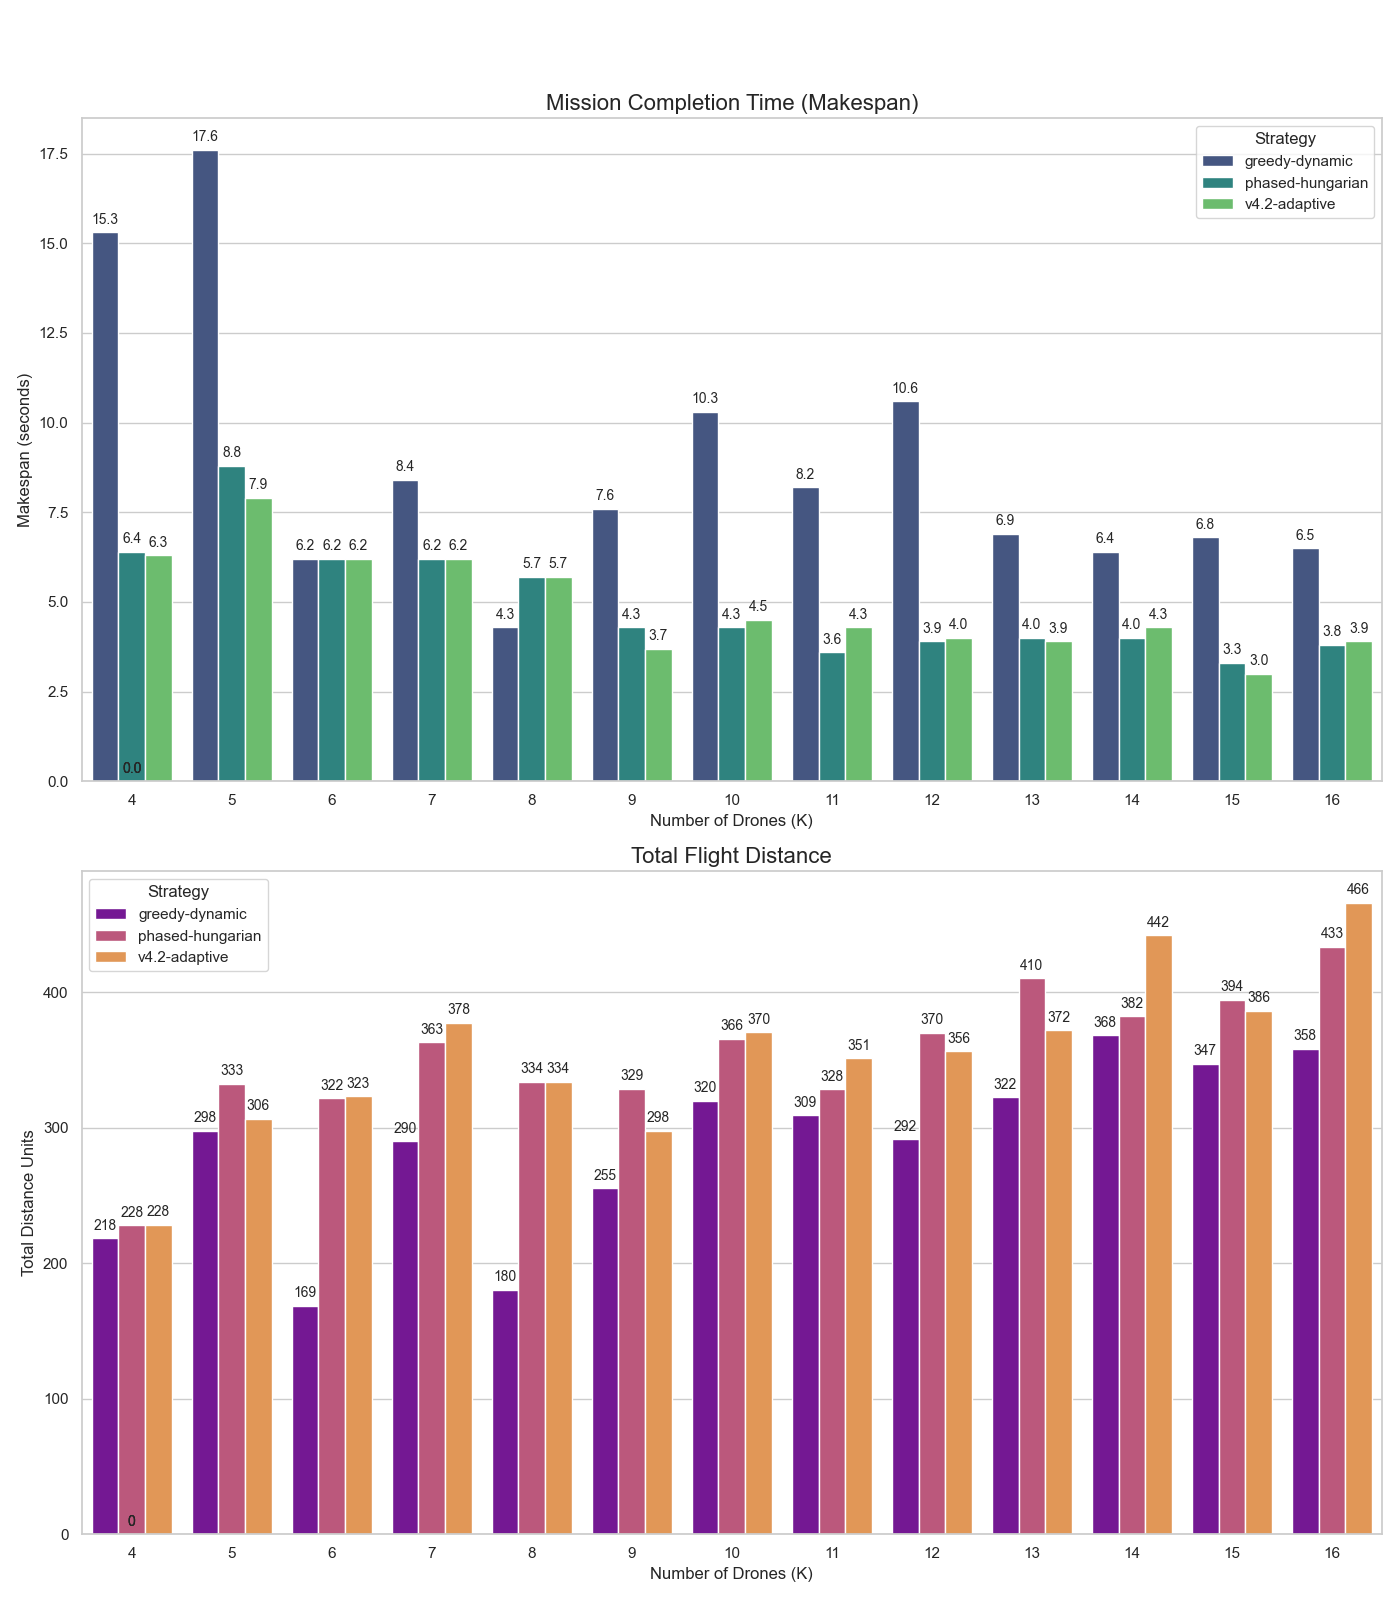 Mission Completion Time (Makespan)
Strategy
greedy-dynamic
phased-hungarian
v4.2-adaptive
Makespan (seconds)
17.5
15.0
12.5
10.0
7.5
5.0
2.5
0.0
15.3 6.4 6.3
17.6 8.8 7.9
6.2 6.2 6.2
8.4 6.2 6.2
4.3 5.7 5.7
7.6 4.3 3.7
10.3 4.3 4.5
8.2 3.6 4.3
10.6 3.9 4.0
6.9 4.0 3.9
6.4 4.0 4.3
6.8 3.3 3.0
6.5 3.8 3.9
0.0
4 5 6 7 8 9 10 11 12 13 14 15 16
Number of Drones (K)
Total Flight Distance
Strategy
greedy-dynamic
phased-hungarian
v4.2-adaptive
Total Distance Units
400
300
200
100
0
218 228 228
298 333 306
169 322 323
290 363 378
180 334 334
255 329 298
320 366 370
309 328 351
292 370 356
322 410 372
368 382 442
347 394 386
358 433 466
0
4 5 6 7 8 9 10 11 12 13 14 15 16
Number of Drones (K)